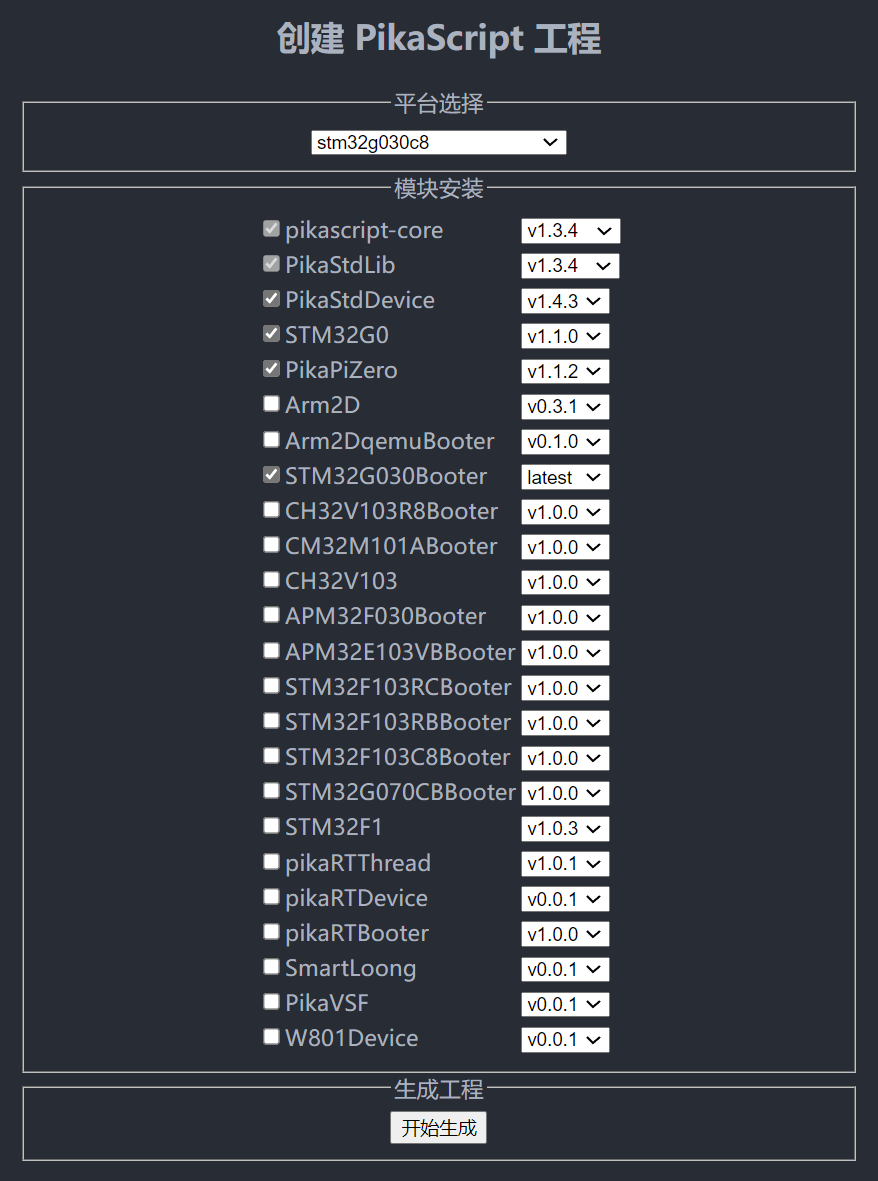 创建 PikaScript 工程
平台选择
stm32g030c8
模块安装
pikascript-core v1.3.4
PikaStdLib v1.3.4
PikaStdDevice v1.4.3
STM32G0 v1.1.0
PikaPiZero v1.1.2
Arm2D v0.3.1
Arm2DqemuBooter v0.1.0
STM32G030Booter latest
CH32V103R8Booter v1.0.0
CM32M101ABooter v1.0.0
CH32V103 v1.0.0
APM32F030Booter v1.0.0
APM32E103VBBooter v1.0.0
STM32F103RCBooter v1.0.0
STM32F103RBBooter v1.0.0
STM32F103C8Booter v1.0.0
STM32G070CBBooter v1.0.0
STM32F1 v1.0.3
pikaRTThread v1.0.1
pikaRTDevice v0.0.1
pikaRTBooter v1.0.0
SmartLoong v0.0.1
PikaVSF v0.0.1
W801Device v0.0.1
生成工程
开始生成